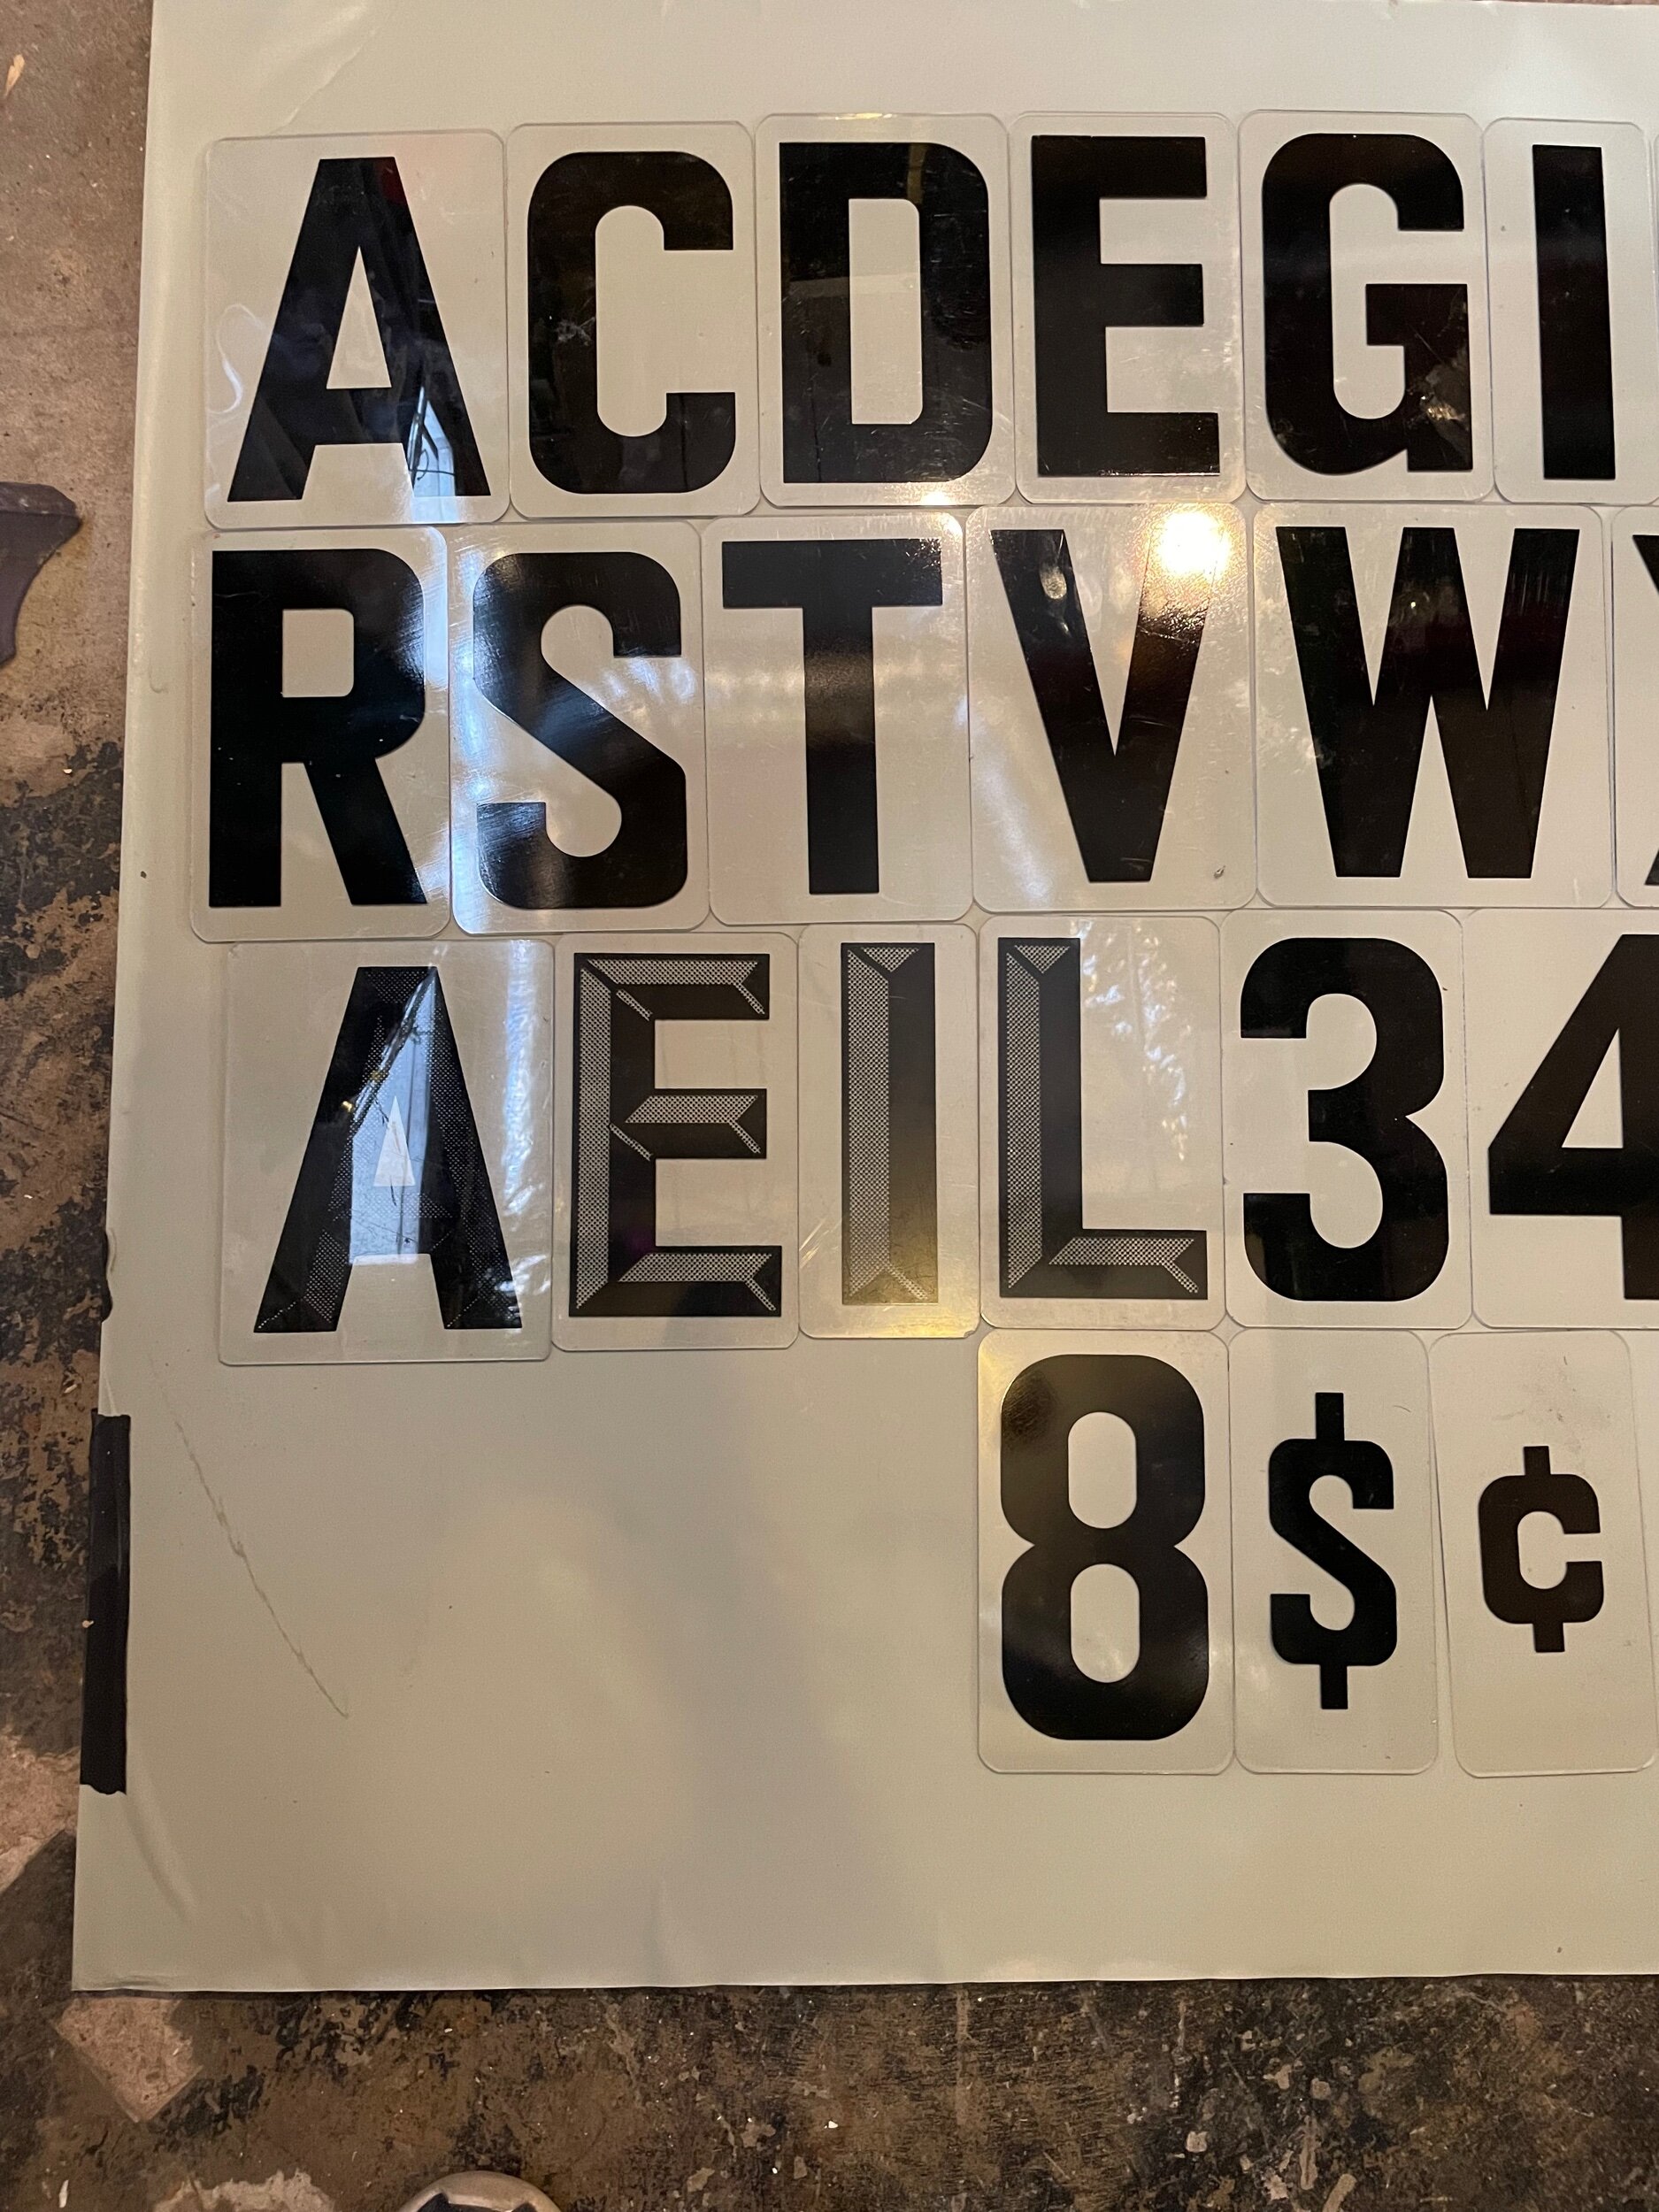 ACDEGI
RSTVW
AEIL34
8$¢